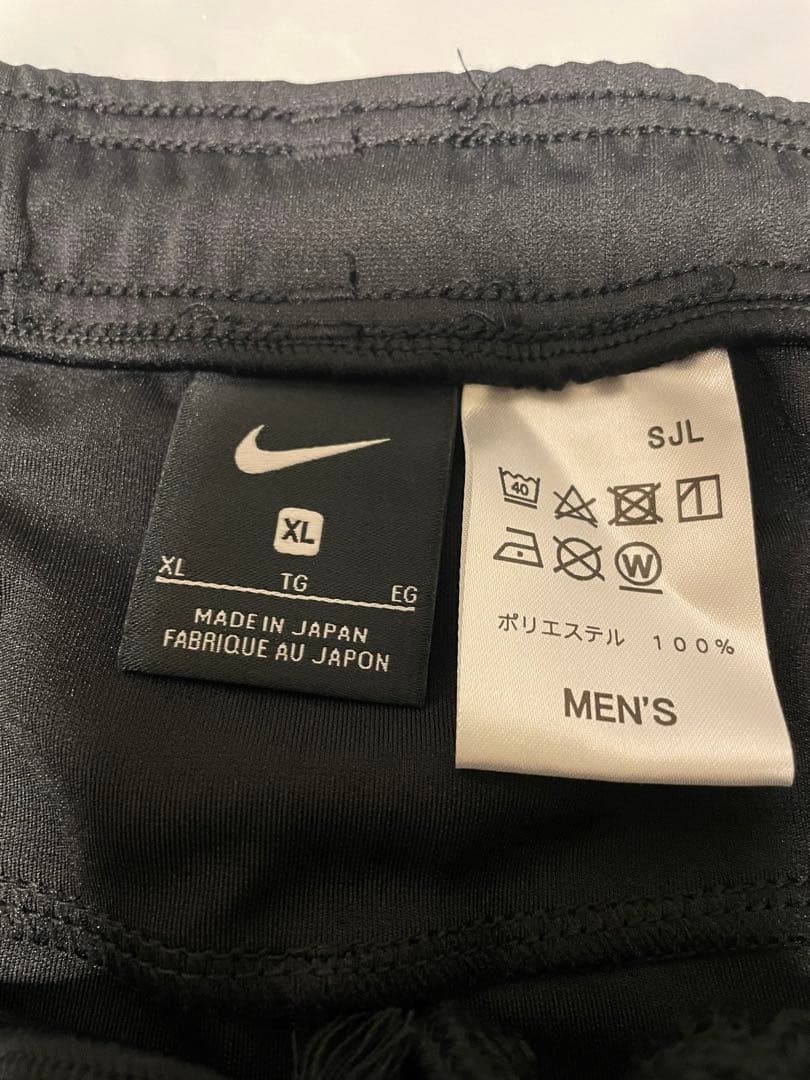 XL
XL TG EG
MADE IN JAPAN
FABRIQUE AU JAPON
SJL
40
W
ポリエステル 100%
MEN'S